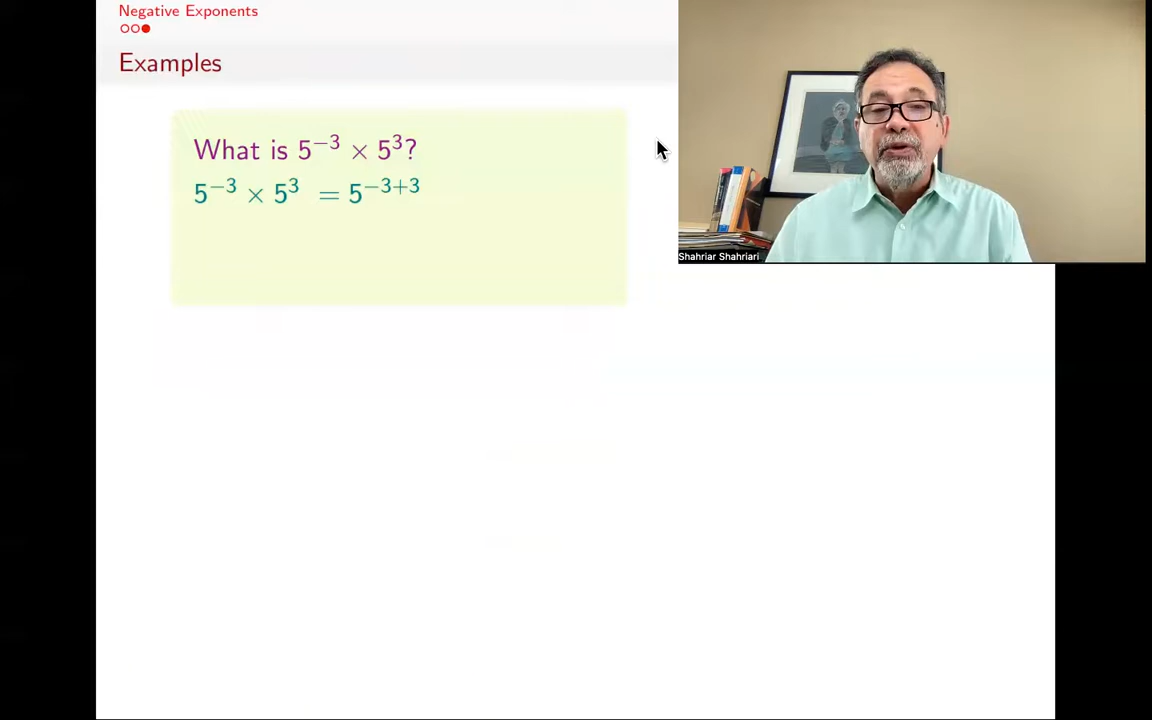 Negative Exponents
Examples
What is 5⁻³ × 5³?
5⁻³ × 5³ = 5⁻³⁺³
Shahriar Shahriari